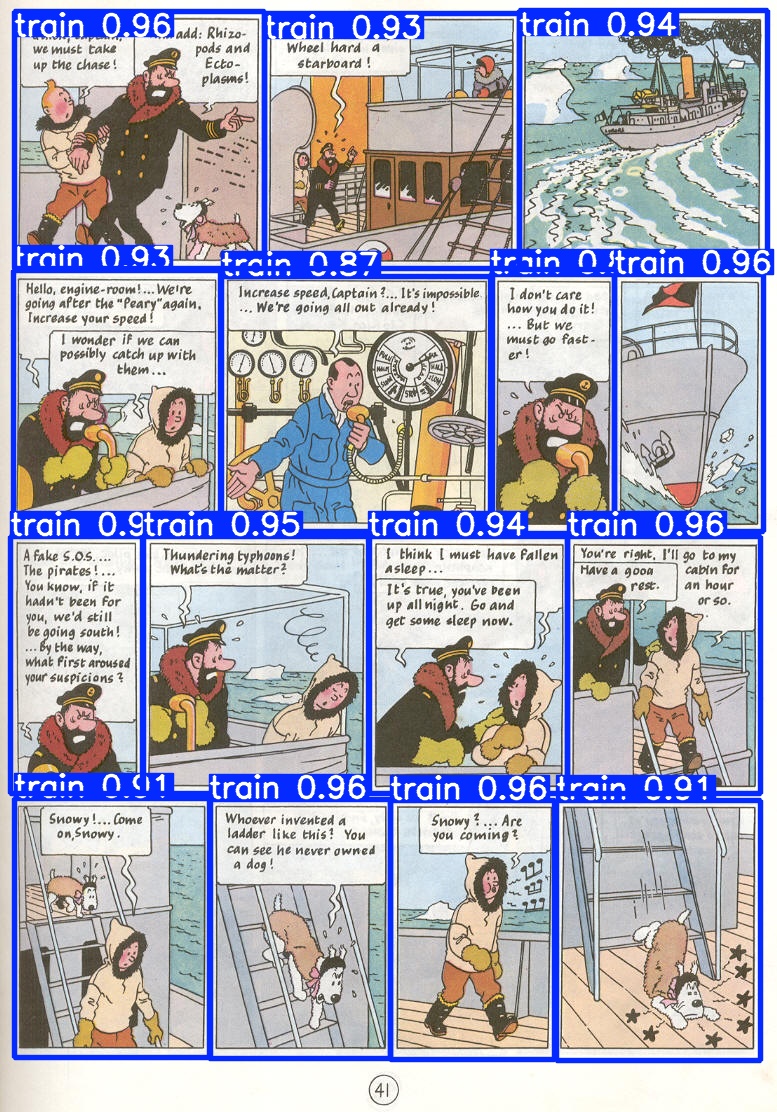 train 0.96
we must take
up the chase!
add: Rhizo-
pods and
Ecto-
plasms!
train 0.93
Wheel hard a
starboard!
train 0.94
train 0.93
Hello, engine-room!... We're
going after the "Peary" again.
Increase your speed!
I wonder if we can
possibly catch up with
them...
train 0.87
Increase speed, Captain?... It's impossible
... We're going all out already!
train
I don't care
how you do it!
... But we
must go fast-
er!
train 0.96
train 0.9
A fake S.O.S....
The pirates!...
You know, if it
hadn't been for
you, we'd still
be going south!
...By the way,
what first aroused
your suspicions?
train 0.95
Thundering typhoons!
What's the matter?
train 0.94
I think I must have fallen
asleep...
It's true, you've been
up all night. Go and
get some sleep now.
train 0.96
You're right, I'll go to my
cabin for
an hour
or so.
Have a good
rest.
train 0.91
Snowy!... Come
on, Snowy.
train 0.96
Whoever invented a
ladder like this? You
can see he never owned
a dog!
train 0.96
Snowy?... Are
you coming?
train 0.91
41